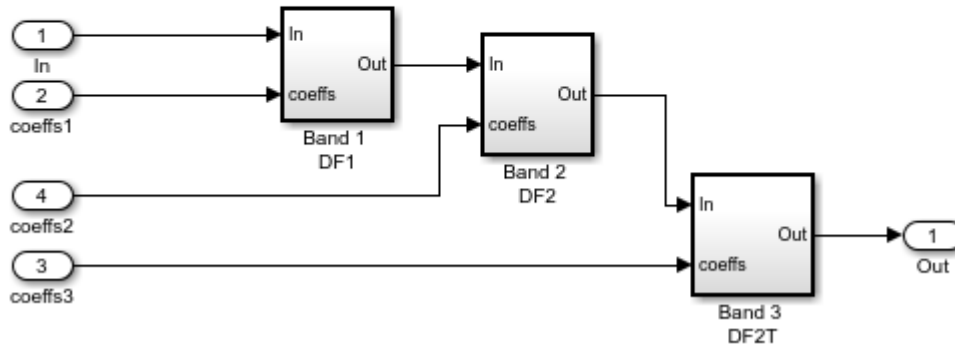 1
In
2
coeffs1
4
coeffs2
3
coeffs3
In
Out
coeffs
Band 1
DF1
In
Out
coeffs
Band 2
DF2
In
Out
coeffs
Band 3
DF2T
1
Out